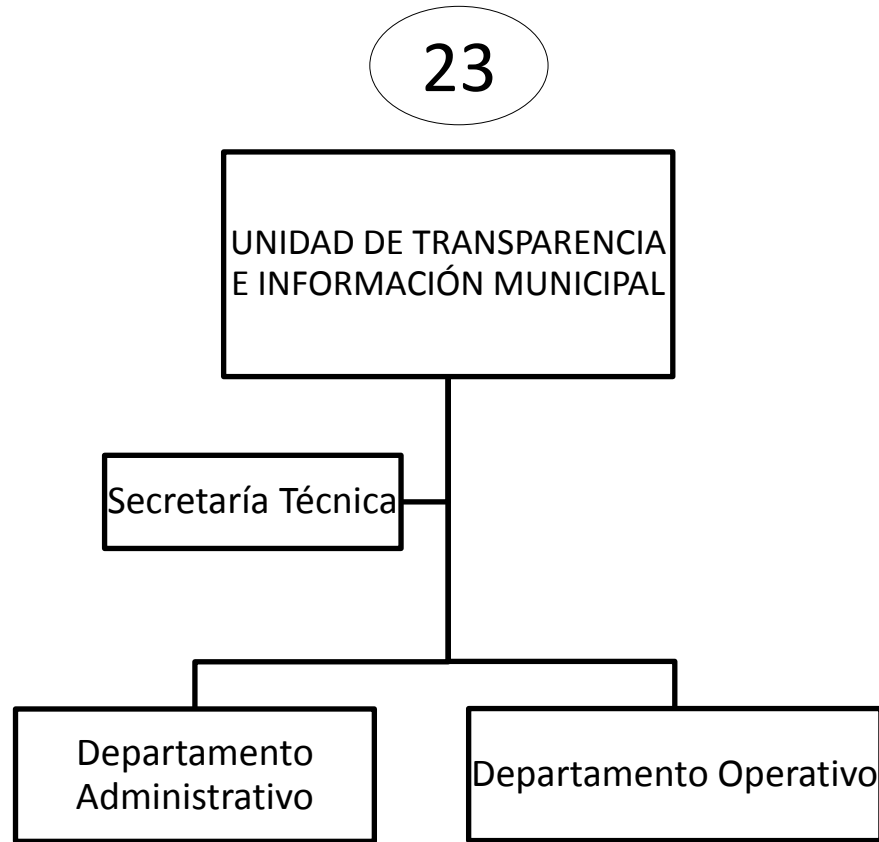 23
UNIDAD DE TRANSPARENCIA
E INFORMACIÓN MUNICIPAL
Secretaría Técnica
Departamento
Administrativo
Departamento Operativo